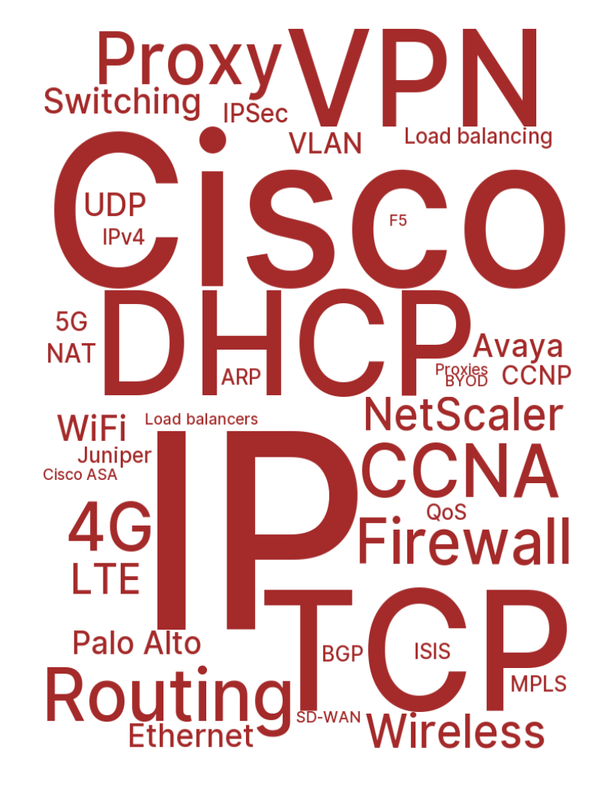 Proxy
VPN
Switching
IPSec
VLAN
Load balancing
Cisco
UDP
IPv4
F5
DHCP
5G
NAT
ARP
Avaya
Proxies
BYOD
CCNP
NetScaler
WiFi
Load balancers
Juniper
Cisco ASA
IP
CCNA
QoS
4G
Firewall
LTE
TCP
Palo Alto
BGP
ISIS
MPLS
Routing
SD-WAN
Wireless
Ethernet